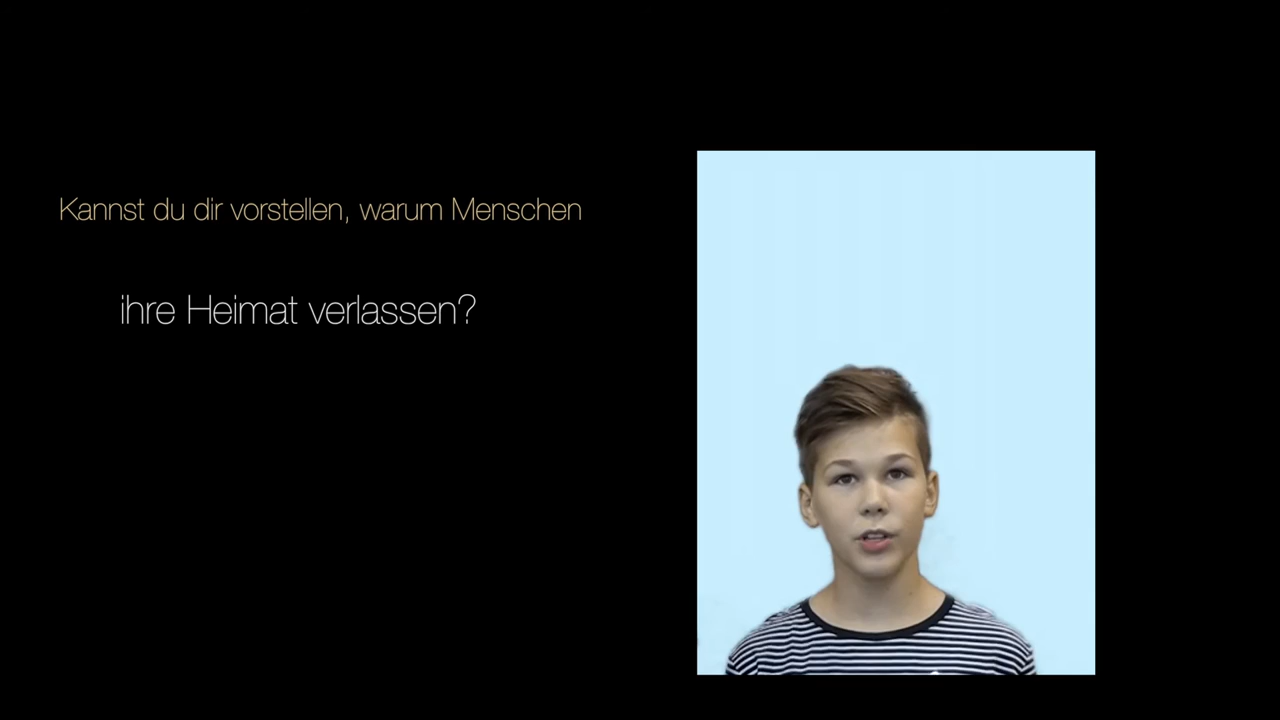 Kannst du dir vorstellen, warum Menschen
ihre Heimat verlassen?